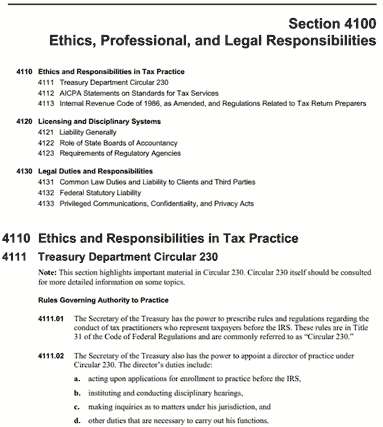 Section 4100
Ethics, Professional, and Legal Responsibilities
4110 Ethics and Responsibilities in Tax Practice
4111 Treasury Department Circular 230
4112 AICPA Statements on Standards for Tax Services
4113 Internal Revenue Code of 1986, as Amended, and Regulations Related to Tax Return Preparers
4120 Licensing and Disciplinary Systems
4121 Liability Generally
4122 Role of State Boards of Accountancy
4123 Requirements of Regulatory Agencies
4130 Legal Duties and Responsibilities
4131 Common Law Duties and Liability to Clients and Third Parties
4132 Federal Statutory Liability
4133 Privileged Communications, Confidentiality, and Privacy Acts
4110 Ethics and Responsibilities in Tax Practice
4111 Treasury Department Circular 230
Note: This section highlights important material in Circular 230. Circular 230 itself should be consulted
for more detailed information on some topics.
Rules Governing Authority to Practice
4111.01 The Secretary of the Treasury has the power to prescribe rules and regulations regarding the
conduct of tax practitioners who represent taxpayers before the IRS. These rules are in Title
31 of the Code of Federal Regulations and are commonly referred to as “Circular 230.”
4111.02 The Secretary of the Treasury also has the power to appoint a director of practice under
Circular 230. The director's duties include:
a. acting upon applications for enrollment to practice before the IRS,
b. instituting and conducting disciplinary hearings,
c. making inquiries as to matters under his jurisdiction, and
d. other duties that are necessary to carry out his functions.